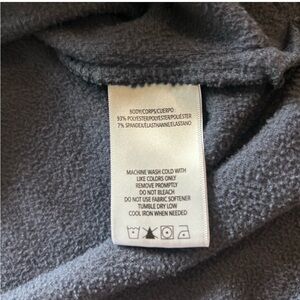 BODY/CORPS/CUERPO
93% POLYESTER/POLYESTER/POLIÉSTER
7% SPANDEX/ELASTHANNE/ELASTANO
MACHINE WASH COLD WITH
LIKE COLORS ONLY
REMOVE PROMPTLY
DO NOT BLEACH
DO NOT USE FABRIC SOFTENER
TUMBLE DRY LOW
COOL IRON WHEN NEEDED